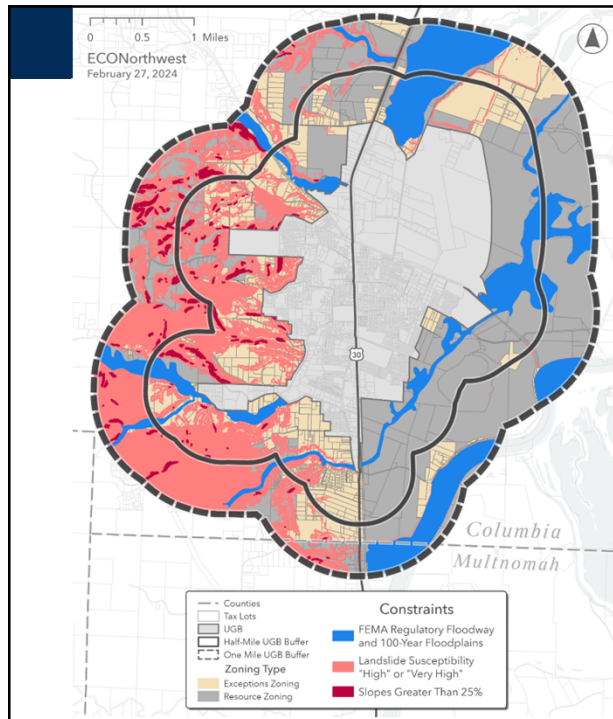 0 0.5 1 Miles
ECONorthwest
February 27, 2024
30
Columbia
Multnomah
Counties
Tax Lots
UGB
Half-Mile UGB Buffer
One Mile UGB Buffer
Zoning Type
Exceptions Zoning
Resource Zoning
Constraints
FEMA Regulatory Floodway
and 100-Year Floodplains
Landslide Susceptibility
"High" or "Very High"
Slopes Greater Than 25%